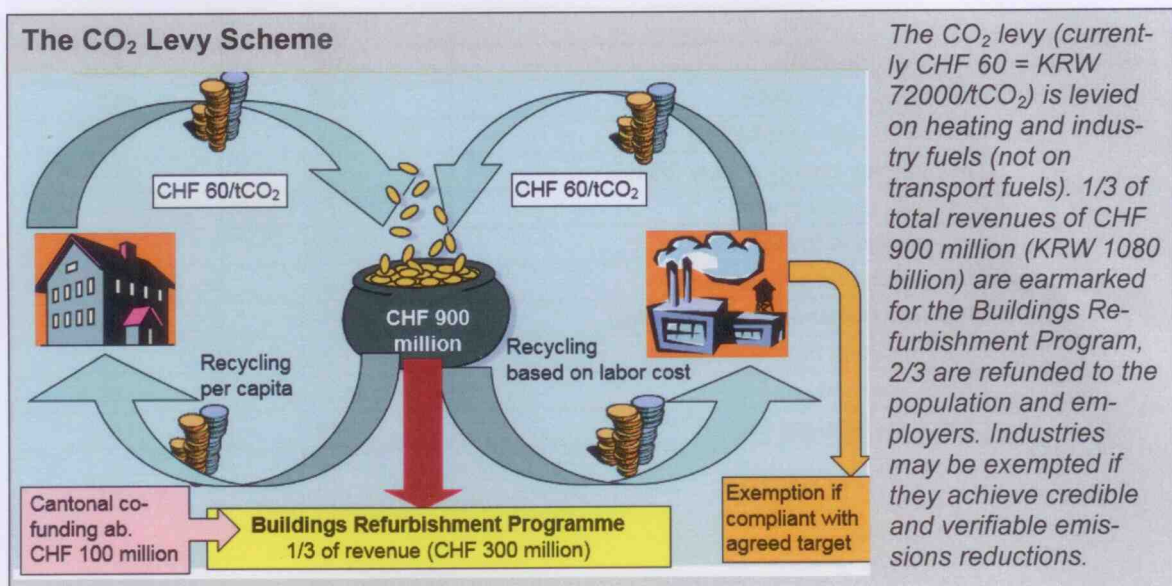 The CO₂ Levy Scheme
CHF 60/tCO₂
CHF 60/tCO₂
CHF 900
million
Recycling
per capita
Recycling
based on labor cost
Cantonal co-
funding ab.
CHF 100 million
Buildings Refurbishment Programme
1/3 of revenue (CHF 300 million)
Exemption if
compliant with
agreed target
The CO₂ levy (current-
ly CHF 60 = KRW
72000/tCO₂) is levied
on heating and indus-
try fuels (not on
transport fuels). 1/3 of
total revenues of CHF
900 million (KRW 1080
billion) are earmarked
for the Buildings Re-
furbishment Program,
2/3 are refunded to the
population and em-
ployers. Industries
may be exempted if
they achieve credible
and verifiable emis-
sions reductions.